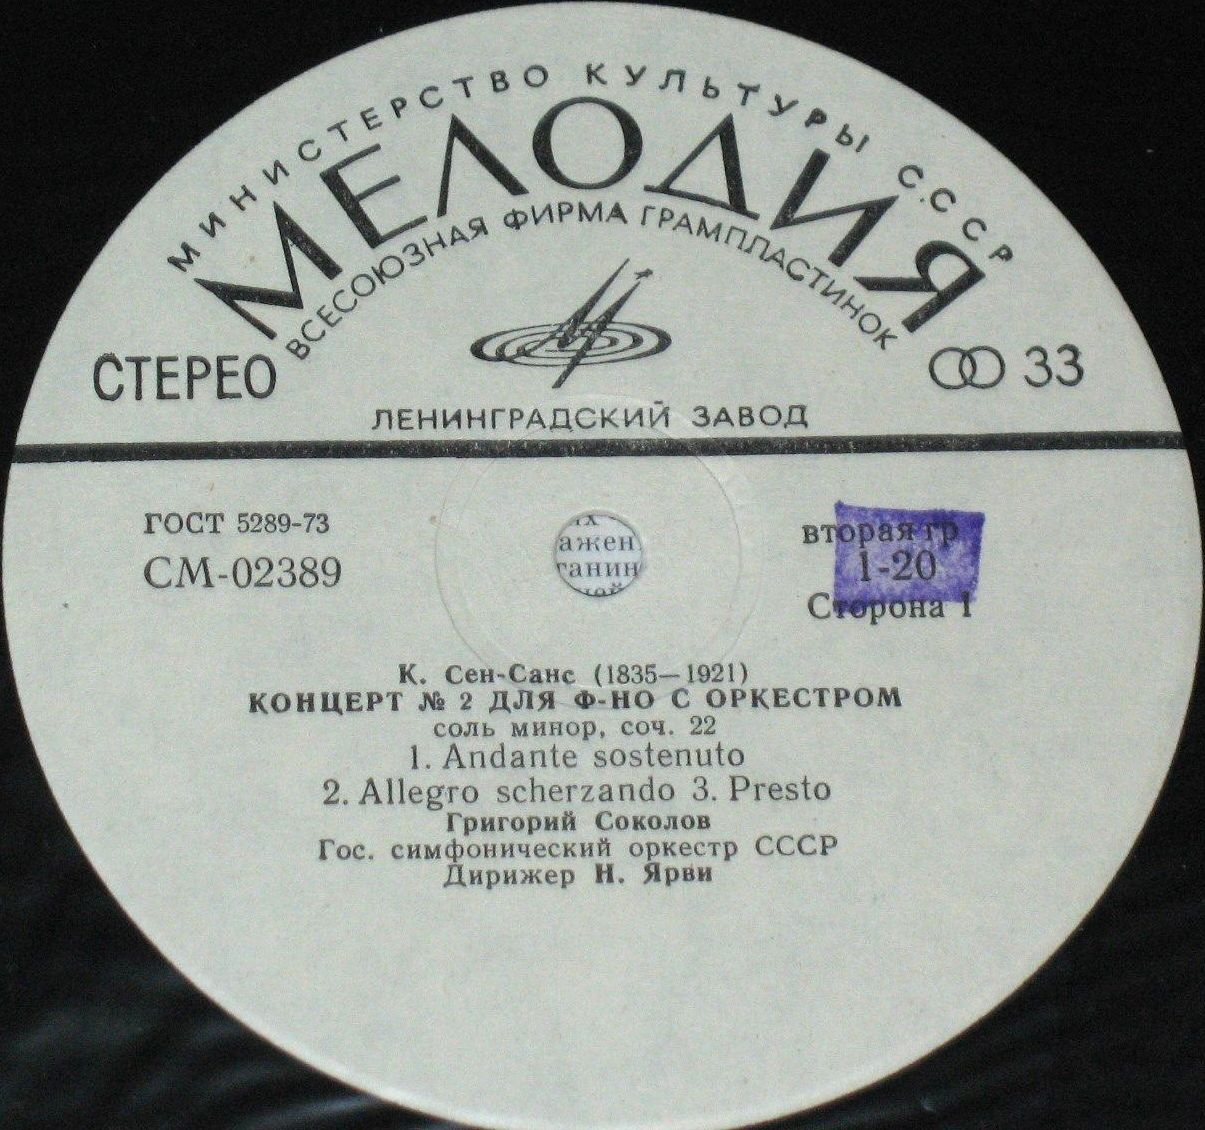 МИНИСТЕРСТВО КУЛЬТУРЫ СССР
МЕЛОДИЯ
ВСЕСОЮЗНАЯ ФИРМА ГРАМПЛАСТИНОК
СТЕРЕО
33
ЛЕНИНГРАДСКИЙ ЗАВОД
ГОСТ 5289-73
СМ-02389
вторая гр
1-20
Сторона 1
ажен
ганин
К. Сен-Санс (1835—1921)
КОНЦЕРТ № 2 ДЛЯ Ф-НО С ОРКЕСТРОМ
соль минор, соч. 22
1. Andante sostenuto
2. Allegro scherzando 3. Presto
Григорий Соколов
Гос. симфонический оркестр СССР
Дирижер Н. Ярви